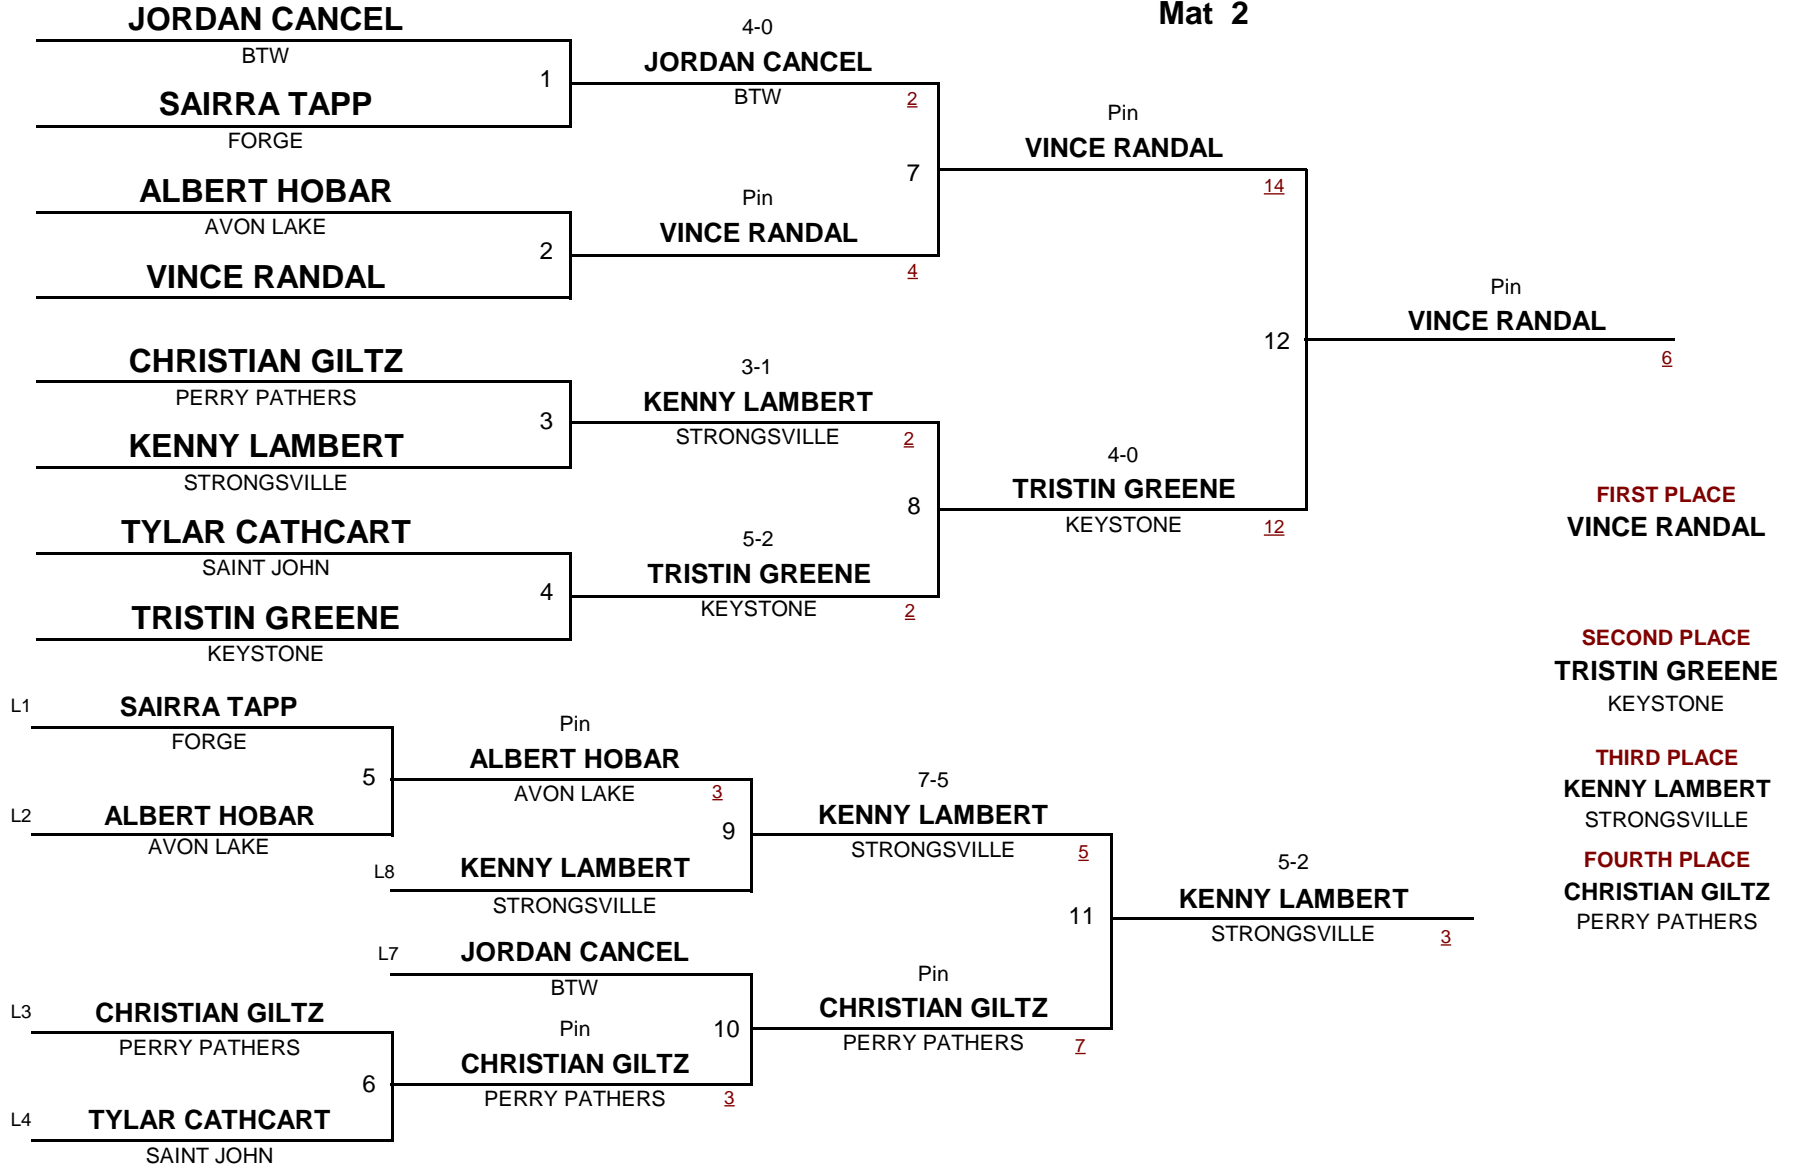 Mat 2
JORDAN CANCEL
BTW
1
SAIRRA TAPP
FORGE
4-0
JORDAN CANCEL
BTW
2
ALBERT HOBAR
AVON LAKE
2
VINCE RANDAL
Pin
VINCE RANDAL
4
7
Pin
VINCE RANDAL
14
CHRISTIAN GILTZ
PERRY PATHERS
3
KENNY LAMBERT
STRONGSVILLE
3-1
KENNY LAMBERT
STRONGSVILLE
2
TYLAR CATHCART
SAINT JOHN
4
TRISTIN GREENE
KEYSTONE
5-2
TRISTIN GREENE
KEYSTONE
2
8
4-0
TRISTIN GREENE
KEYSTONE
12
12
Pin
VINCE RANDAL
6
FIRST PLACE
VINCE RANDAL
SECOND PLACE
TRISTIN GREENE
KEYSTONE
THIRD PLACE
KENNY LAMBERT
STRONGSVILLE
FOURTH PLACE
CHRISTIAN GILTZ
PERRY PATHERS
L1
SAIRRA TAPP
FORGE
5
L2
ALBERT HOBAR
AVON LAKE
Pin
ALBERT HOBAR
AVON LAKE
3
9
L8
KENNY LAMBERT
STRONGSVILLE
7-5
KENNY LAMBERT
STRONGSVILLE
5
L7
JORDAN CANCEL
BTW
10
L3
CHRISTIAN GILTZ
PERRY PATHERS
6
L4
TYLAR CATHCART
SAINT JOHN
Pin
CHRISTIAN GILTZ
PERRY PATHERS
3
Pin
CHRISTIAN GILTZ
PERRY PATHERS
7
11
5-2
KENNY LAMBERT
STRONGSVILLE
3